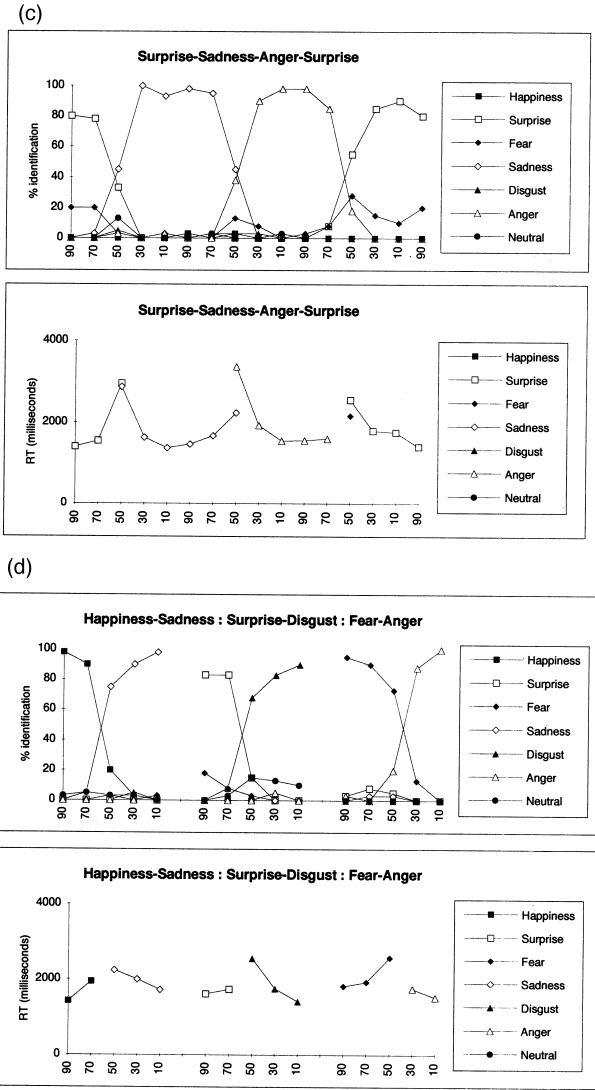 (c)
Surprise-Sadness-Anger-Surprise
% identification
100
80
60
40
20
0
90 70 50 30 10 90 70 50 30 10 90 70 50 30 10 90
Happiness
Surprise
Fear
Sadness
Disgust
Anger
Neutral
Surprise-Sadness-Anger-Surprise
RT (milliseconds)
4000
2000
0
90 70 50 30 10 90 70 50 30 10 90 70 50 30 10 90
Happiness
Surprise
Fear
Sadness
Disgust
Anger
Neutral
(d)
Happiness-Sadness : Surprise-Disgust : Fear-Anger
% identification
100
80
60
40
20
0
90 70 50 30 10 90 70 50 30 10 90 70 50 30 10
Happiness
Surprise
Fear
Sadness
Disgust
Anger
Neutral
Happiness-Sadness : Surprise-Disgust : Fear-Anger
RT (milliseconds)
4000
2000
0
90 70 50 30 10 90 70 50 30 10 90 70 50 30 10
Happiness
Surprise
Fear
Sadness
Disgust
Anger
Neutral